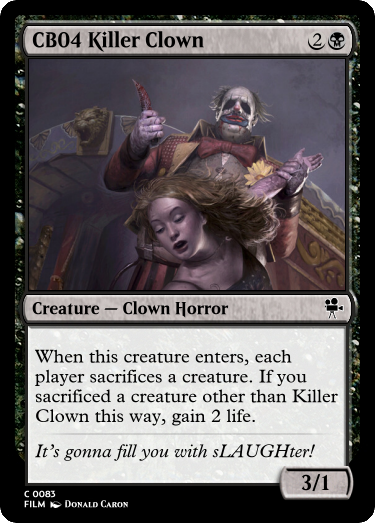 CB04 Killer Clown 2
Creature — Clown Horror
When this creature enters, each
player sacrifices a creature. If you
sacrificed a creature other than Killer
Clown this way, gain 2 life.
It's gonna fill you with sLAUGHter!
3/1
C 0083
FILM Donald Caron